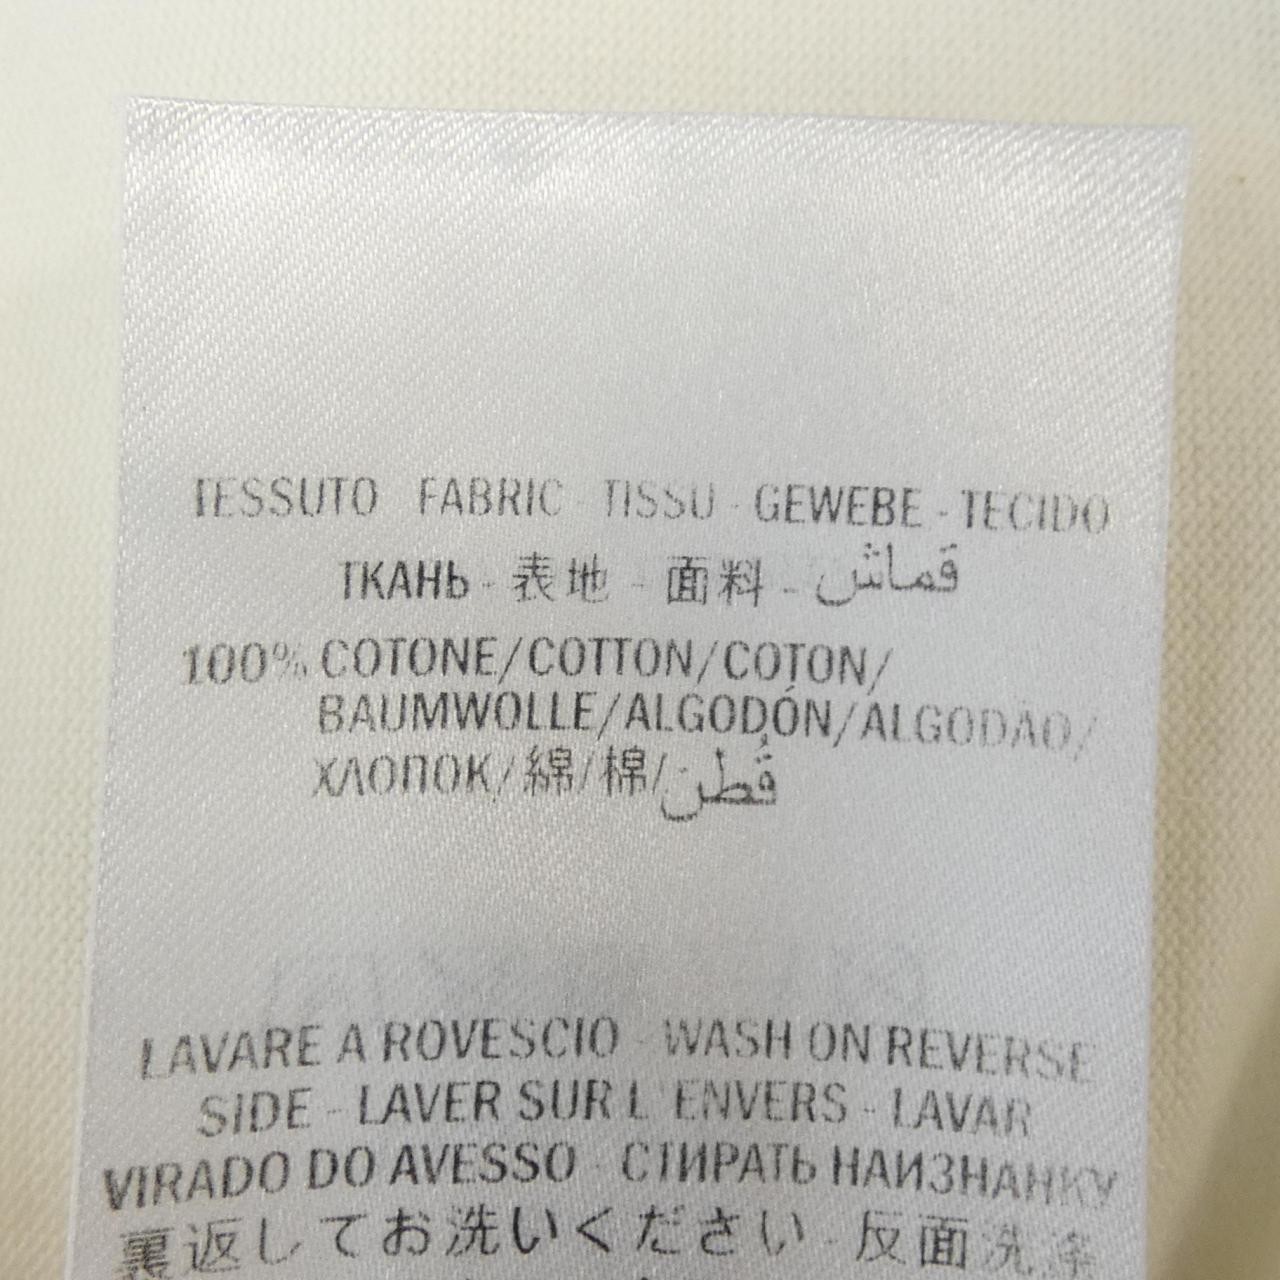 TESSUTO FABRIC - TISSU - GEWEBE - TECIDO
ТКАНЬ - 表地 - 面料 - قماش
100% COTONE/COTTON/COTON/
BAUMWOLLE/ALGODÓN/ALGODÃO/
ХЛОПОК/綿/棉/قُطن
LAVARE A ROVESCIO - WASH ON REVERSE
SIDE - LAVER SUR L'ENVERS - LAVAR
VIRADO DO AVESSO - СТИРАТЬ НАИЗНАНКУ
裏返してお洗いください - 反面洗涤